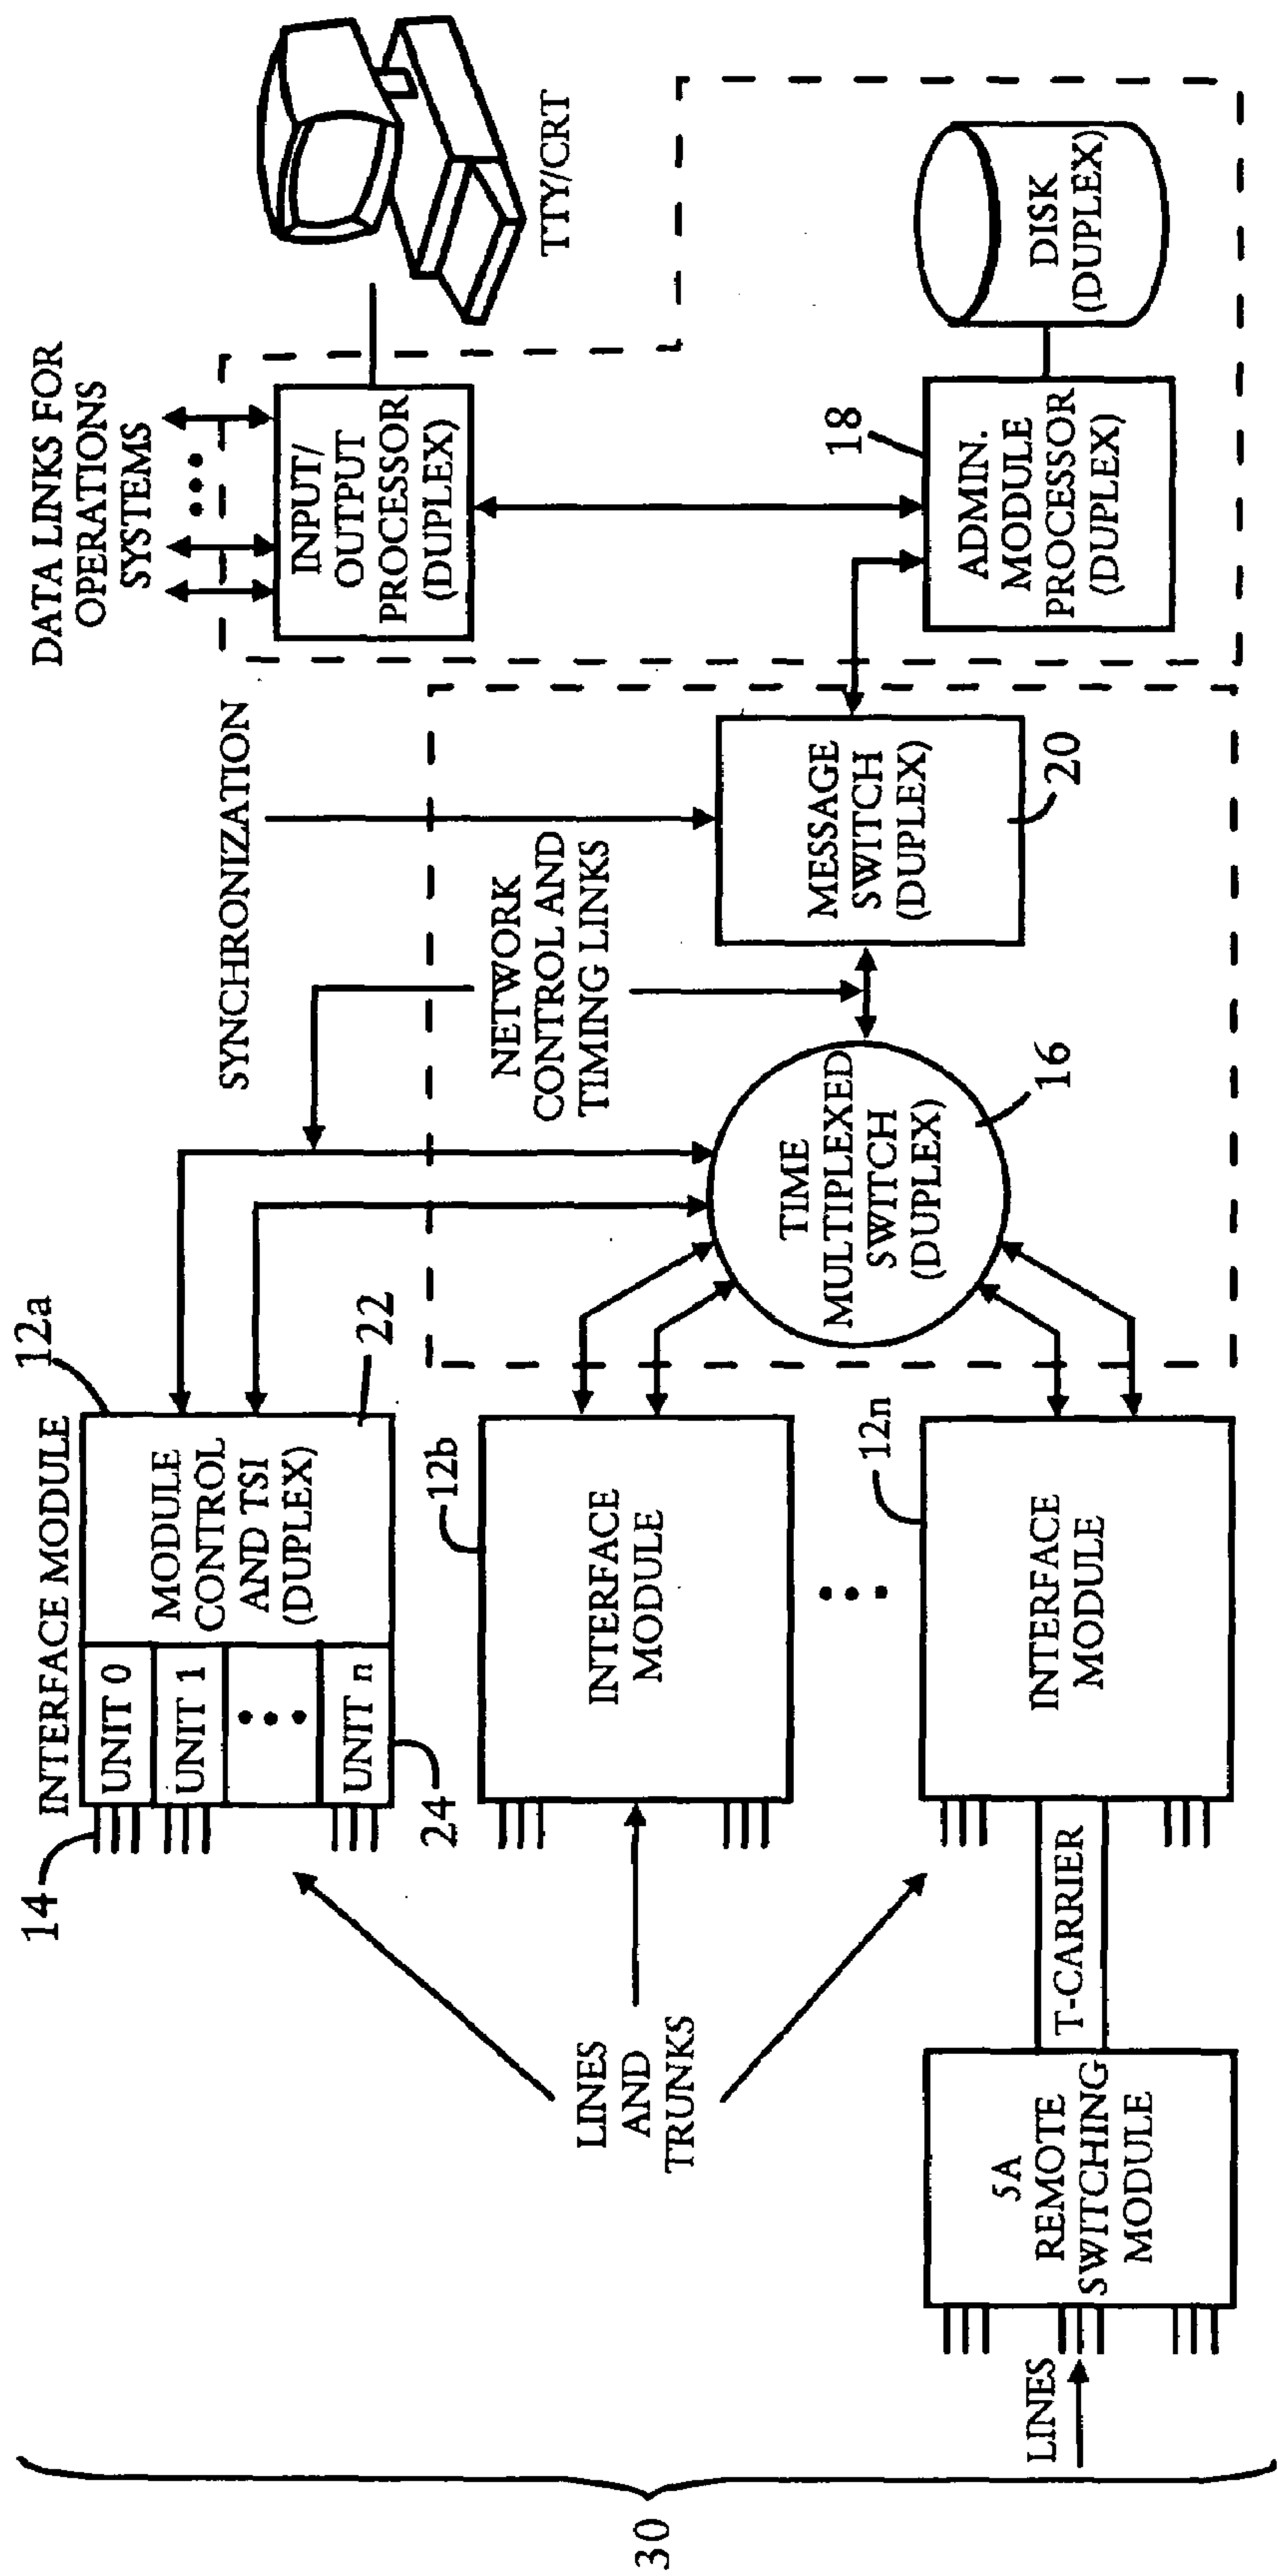 30
LINES
5A
REMOTE
SWITCHING
MODULE
T-CARRIER
LINES
AND
TRUNKS
14
INTERFACE MODULE
12a
UNIT 0
UNIT 1
UNIT n
24
MODULE
CONTROL
AND TSI
(DUPLEX)
22
12b
INTERFACE
MODULE
12n
INTERFACE
MODULE
SYNCHRONIZATION
NETWORK
CONTROL AND
TIMING LINKS
TIME
MULTIPLEXED
SWITCH
(DUPLEX)
16
MESSAGE
SWITCH
(DUPLEX)
20
DATA LINKS FOR
OPERATIONS
SYSTEMS
INPUT/
OUTPUT
PROCESSOR
(DUPLEX)
TTY/CRT
18
ADMIN.
MODULE
PROCESSOR
(DUPLEX)
DISK
(DUPLEX)